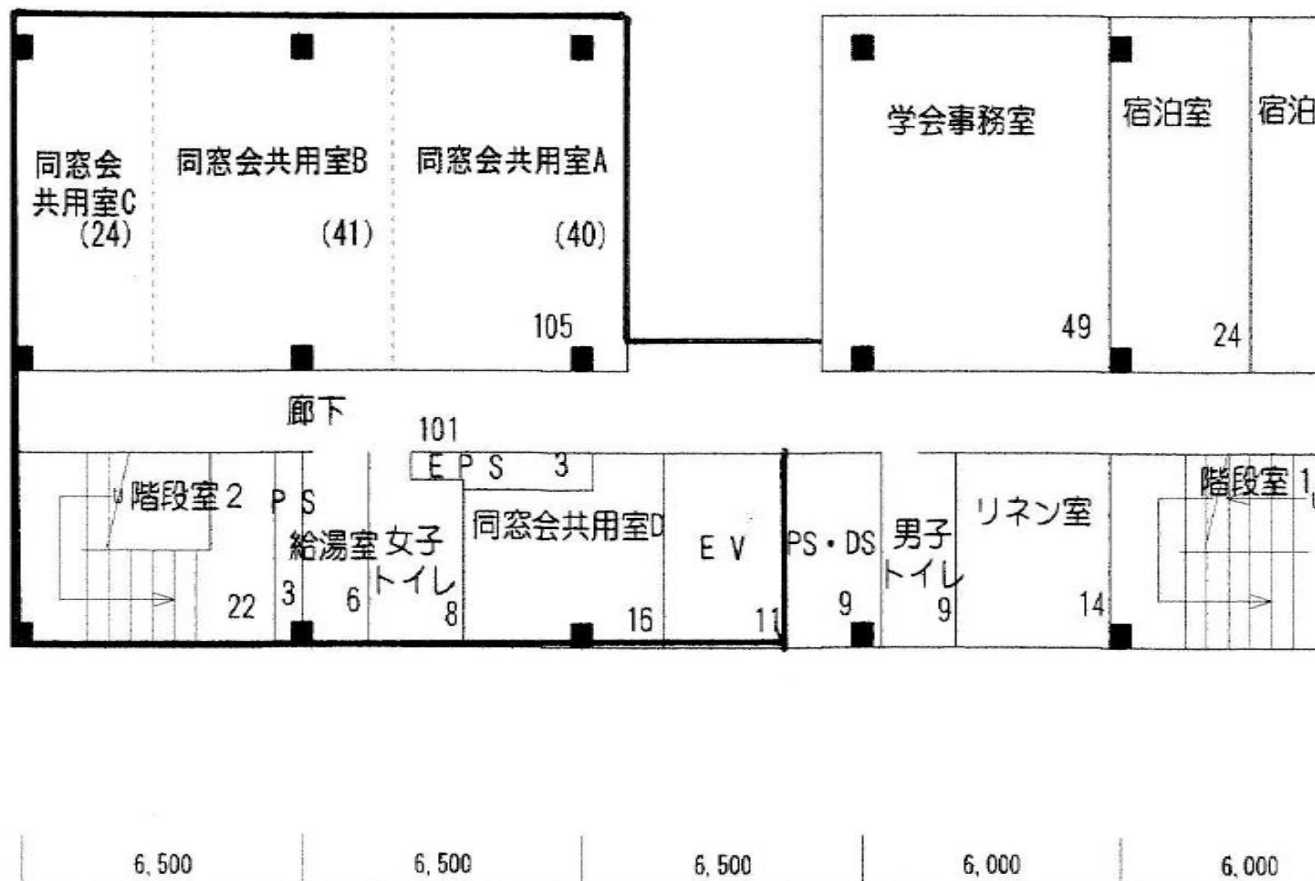 学会事務室
宿泊室
宿泊
同窓会
共用室C
(24)
同窓会共用室B
(41)
同窓会共用室A
(40)
105
49
24
廊下
101
EPS 3
階段室2
22
PS
3
給湯室
6
女子
トイレ
8
同窓会共用室D
16
EV
11
PS・DS
9
男子
トイレ
9
リネン室
14
階段室1
6,500
6,500
6,500
6,000
6,000